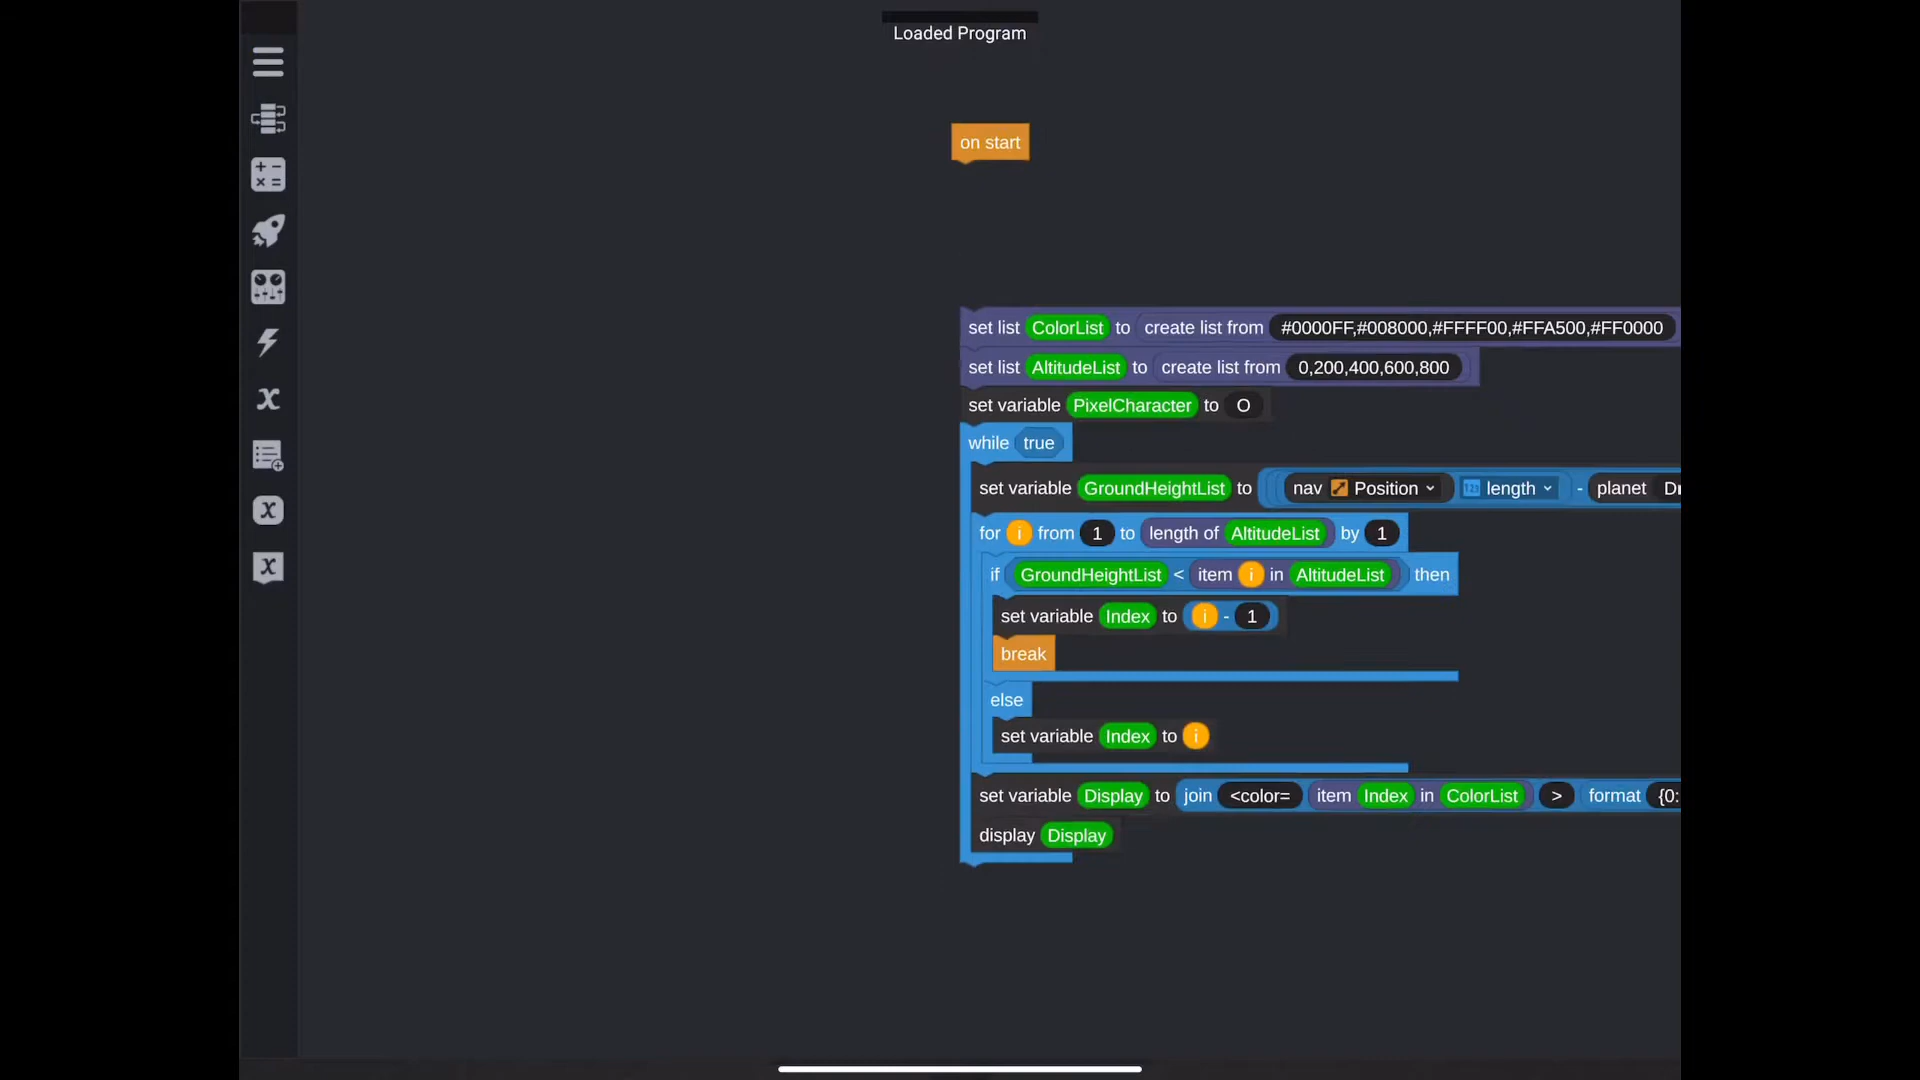 Loaded Program
on start
set list ColorList to create list from #0000FF,#008000,#FFFF00,#FFA500,#FF0000
set list AltitudeList to create list from 0,200,400,600,800
set variable PixelCharacter to O
while true
set variable GroundHeightList to nav Position length - planet
for i from 1 to length of AltitudeList by 1
if GroundHeightList < item i in AltitudeList then
set variable Index to i - 1
break
else
set variable Index to i
set variable Display to join <color= item Index in ColorList > format {0:
display Display